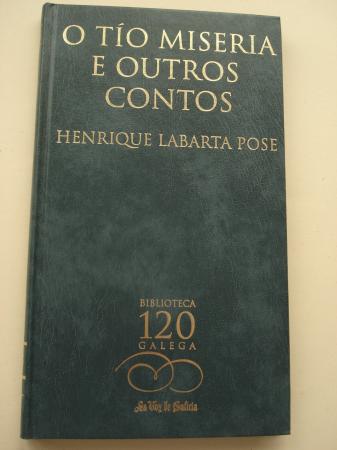 O TÍO MISERIA
E OUTROS
CONTOS
HENRIQUE LABARTA POSE
BIBLIOTECA
120
GALEGA
La Voz de Galicia